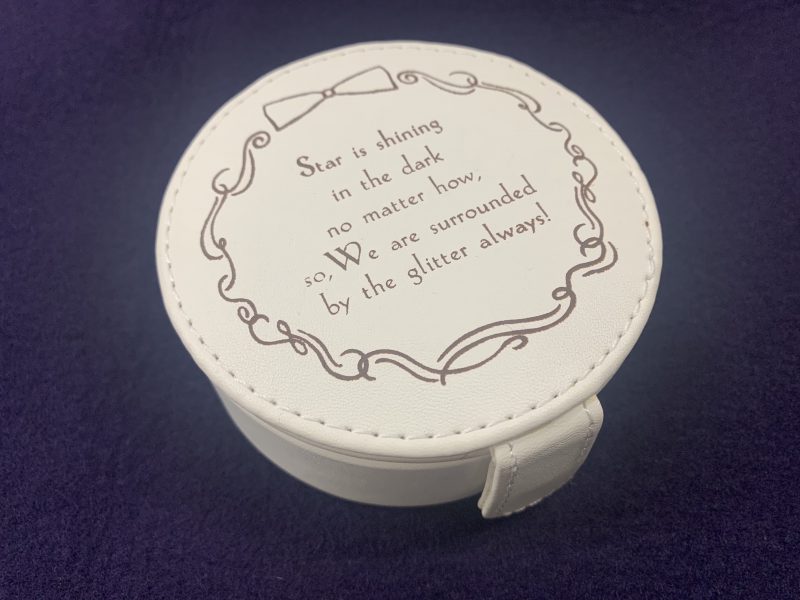 Star is shining
in the dark
no matter how,
so, We are surrounded
by the glitter always!